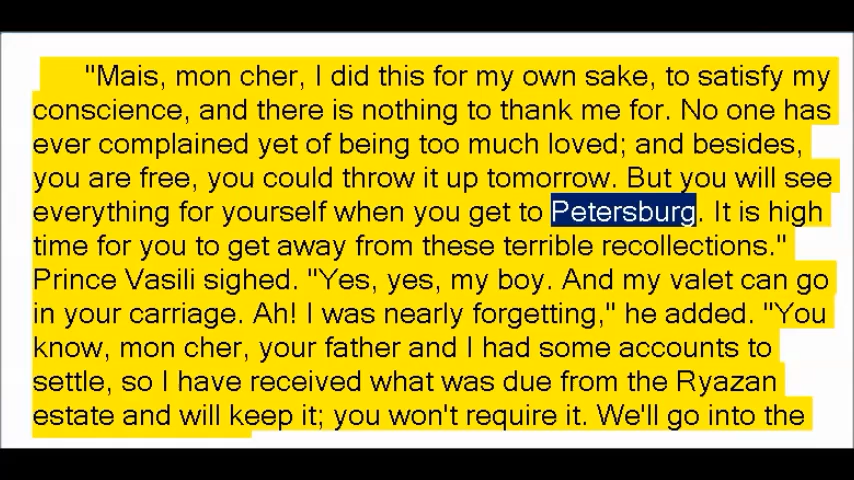 "Mais, mon cher, I did this for my own sake, to satisfy my
conscience, and there is nothing to thank me for. No one has
ever complained yet of being too much loved; and besides,
you are free, you could throw it up tomorrow. But you will see
everything for yourself when you get to Petersburg. It is high
time for you to get away from these terrible recollections."
Prince Vasili sighed. "Yes, yes, my boy. And my valet can go
in your carriage. Ah! I was nearly forgetting," he added. "You
know, mon cher, your father and I had some accounts to
settle, so I have received what was due from the Ryazan
estate and will keep it; you won't require it. We'll go into the